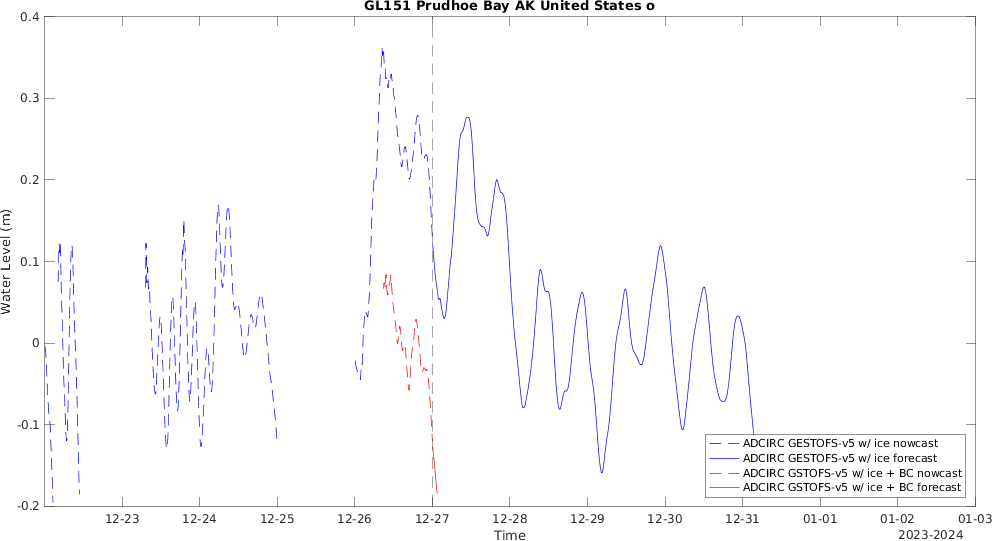 GL151 Prudhoe Bay AK United States o
0.4
0.3
0.2
0.1
0
-0.1
-0.2
Water Level (m)
ADCIRC GESTOFS-v5 w/ ice nowcast
ADCIRC GESTOFS-v5 w/ ice forecast
ADCIRC GSTOFS-v5 w/ ice + BC nowcast
ADCIRC GSTOFS-v5 w/ ice + BC forecast
12-23 12-24 12-25 12-26 12-27 12-28 12-29 12-30 12-31 01-01 01-02 01-03
Time
2023-2024